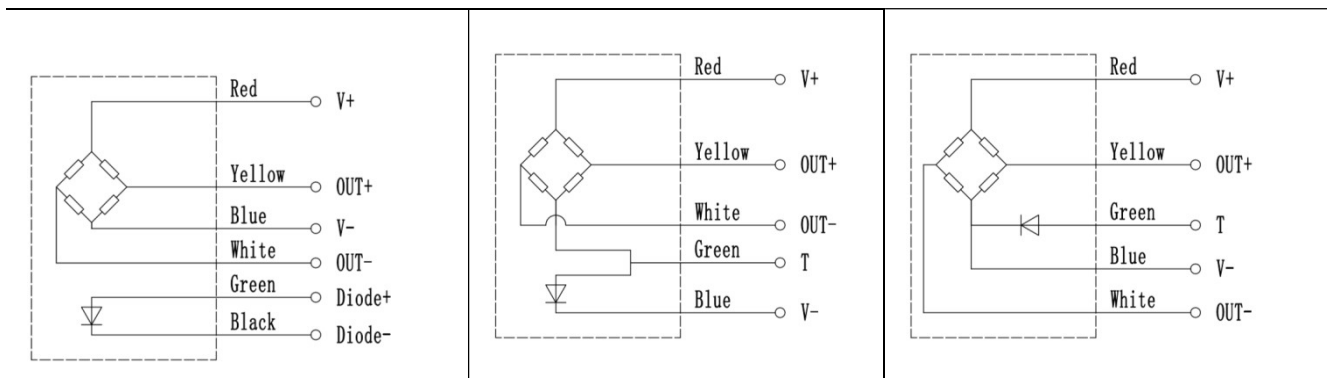 Red V+
Yellow OUT+
Blue V-
White OUT-
Green Diode+
Black Diode-
Red V+
Yellow OUT+
White OUT-
Green T
Blue V-
Red V+
Yellow OUT+
Green T
Blue V-
White OUT-